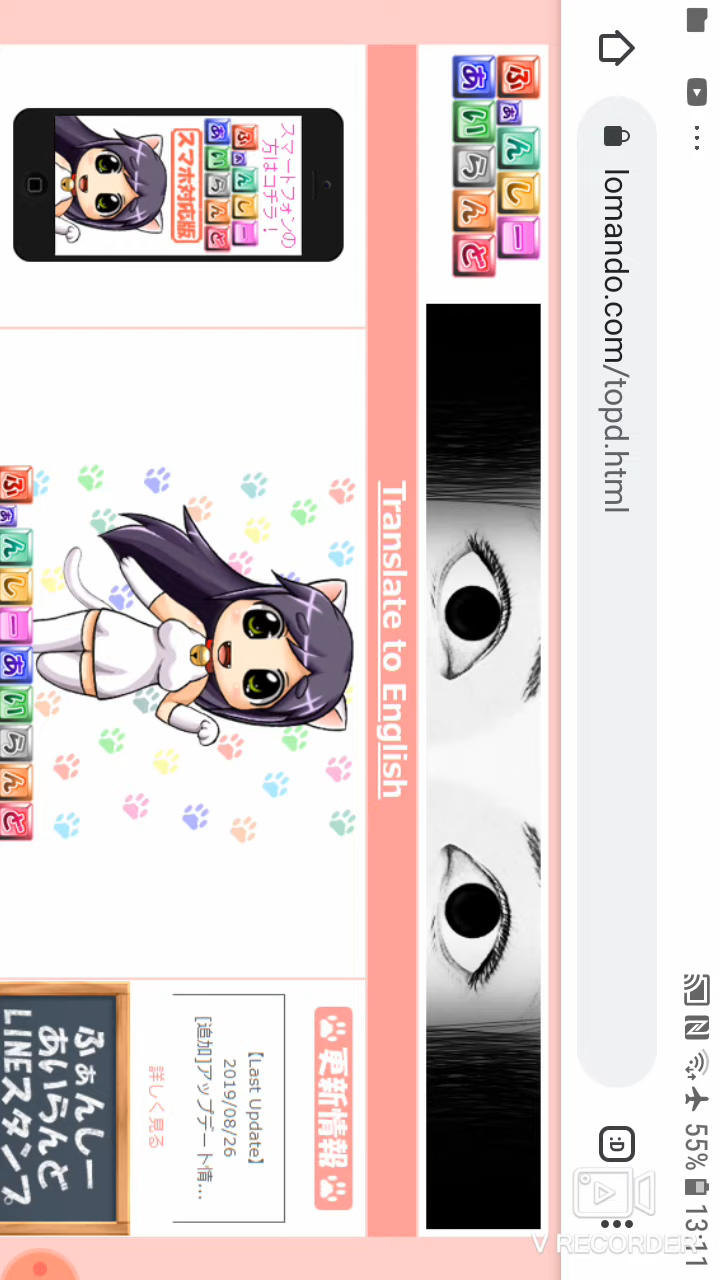 55% 13:11
lomando.com/topd.html
:D
ふぁんしー
あいらんど
Translate to English
スマートフォンの
方はコチラ！
ふぁんしー
あいらんど
スマホ対応版
更新情報
【Last Update】
2019/08/26
[追加]アップデート情...
詳しく見る
ふぁんしーあいらんど
ふぁんしー
あいらんど
LINEスタンプ
V RECORDER